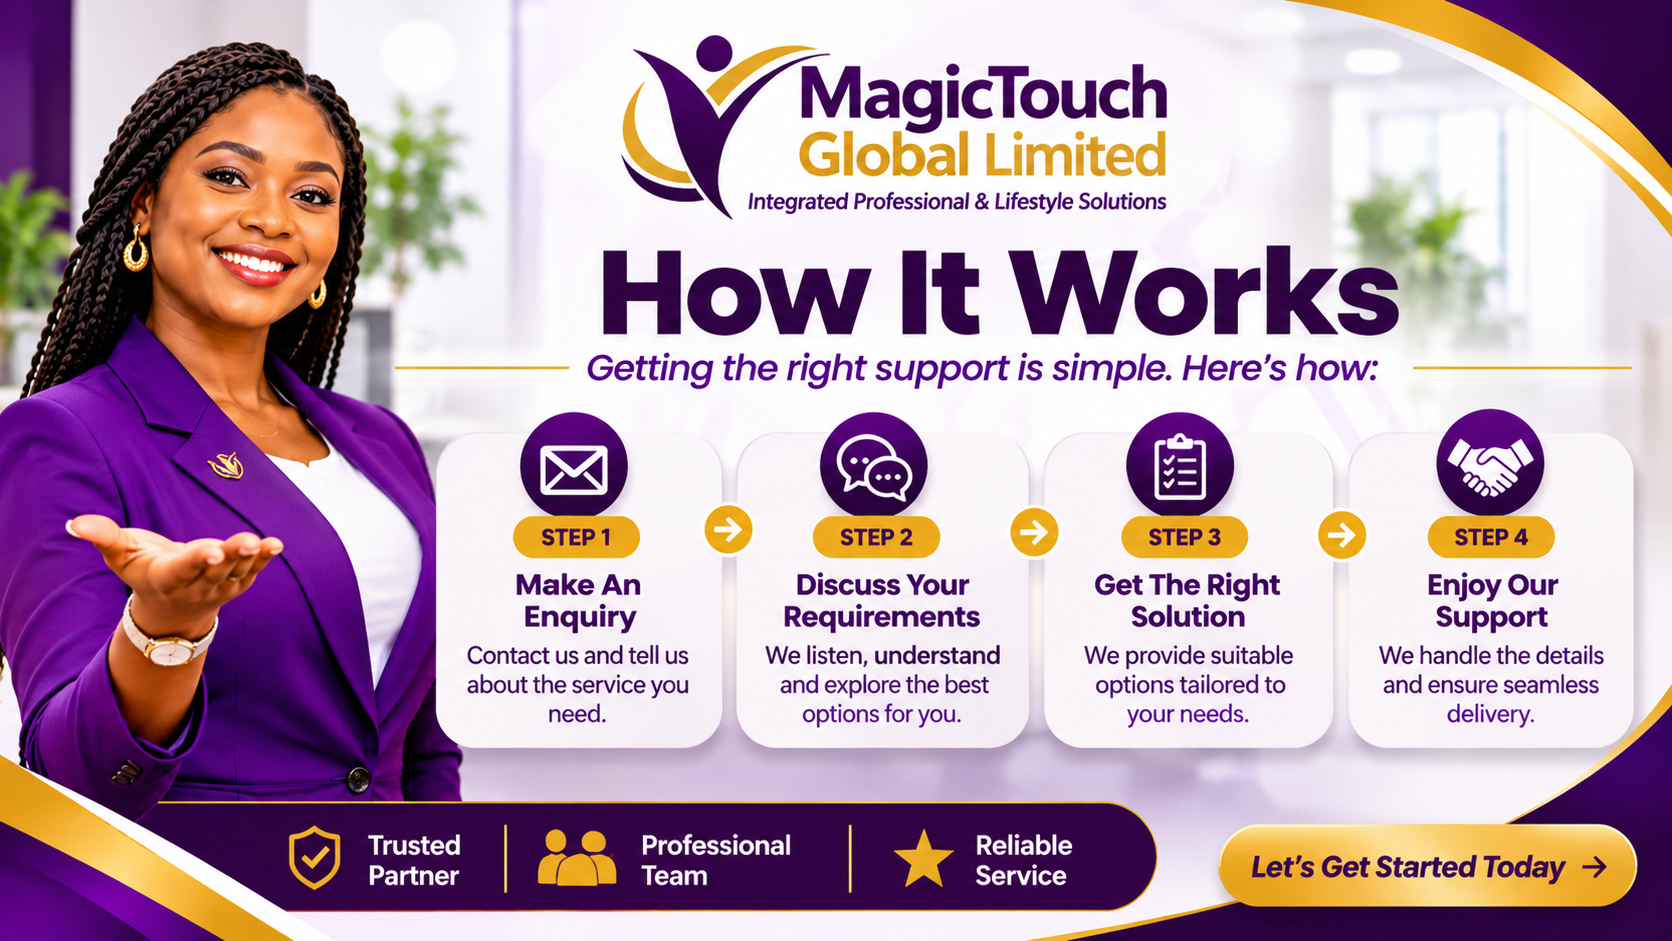 MagicTouch
Global Limited
Integrated Professional & Lifestyle Solutions
How It Works
Getting the right support is simple. Here's how:
STEP 1
Make An
Enquiry
Contact us and tell us
about the service you
need.
STEP 2
Discuss Your
Requirements
We listen, understand
and explore the best
options for you.
STEP 3
Get The Right
Solution
We provide suitable
options tailored to
your needs.
STEP 4
Enjoy Our
Support
We handle the details
and ensure seamless
delivery.
Trusted
Partner
Professional
Team
Reliable
Service
Let's Get Started Today →